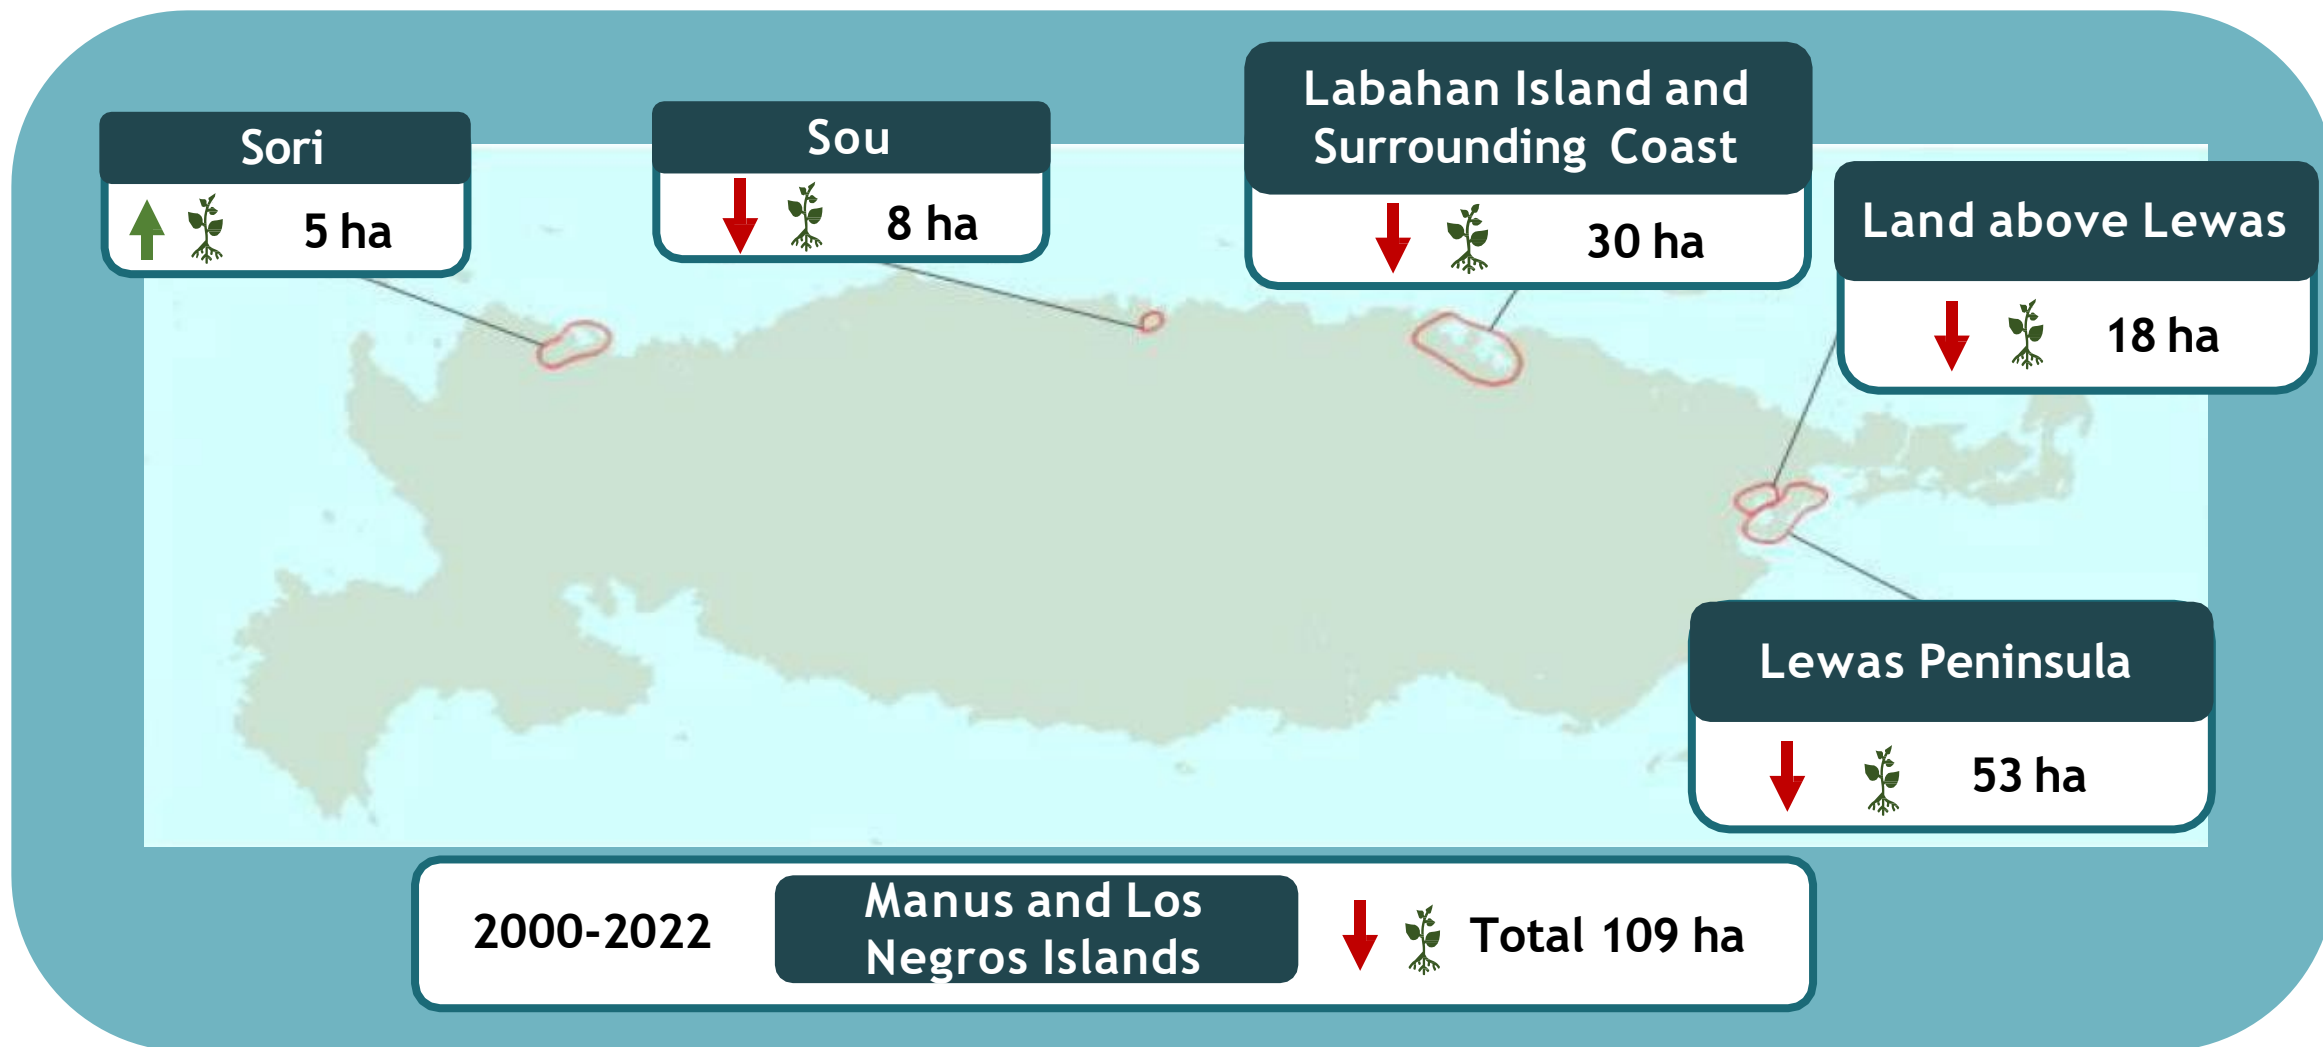 Sori
5 ha
Sou
8 ha
Labahan Island and
Surrounding Coast
30 ha
Land above Lewas
18 ha
Lewas Peninsula
53 ha
2000-2022
Manus and Los
Negros Islands
Total 109 ha